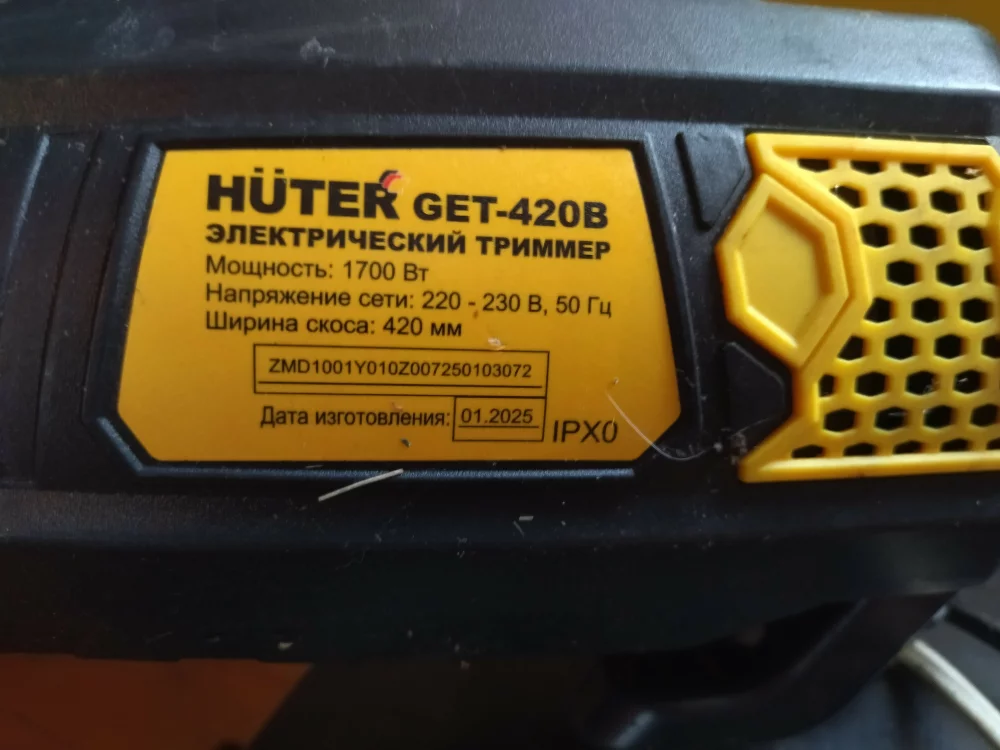 HÜTER GET-420B
ЭЛЕКТРИЧЕСКИЙ ТРИММЕР
Мощность: 1700 Вт
Напряжение сети: 220 - 230 В, 50 Гц
Ширина скоса: 420 мм
ZMD1001Y010Z007250103072
Дата изготовления: 01.2025
IPX0